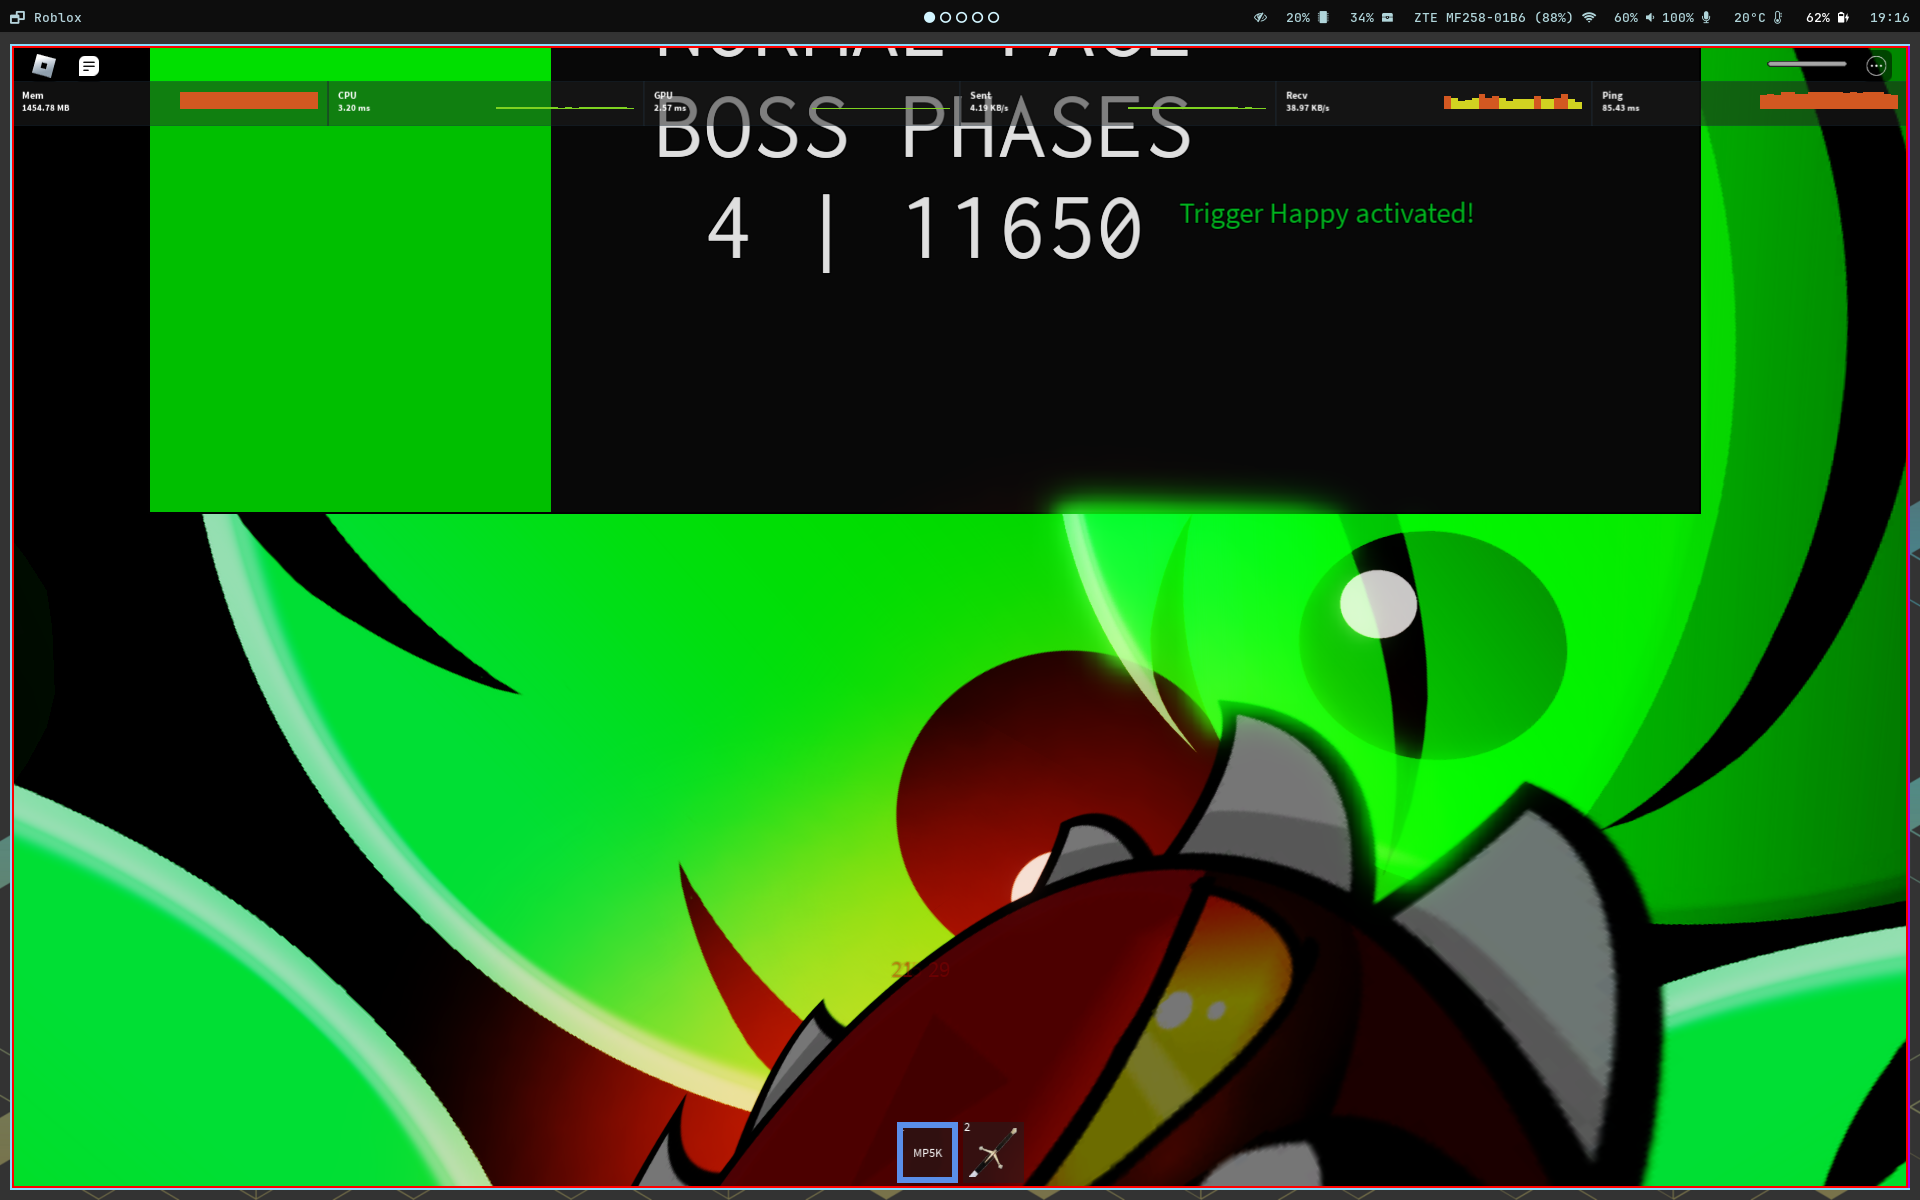 Roblox
20% 34% ZTE MF258-01B6 (88%) 60% 100% 20°C 62% 19:16
NORMAL FACE
Mem CPU GPU Sent Recv Ping
1454.78 MB 3.20 ms 2.57 ms 4.19 KB/s 38.97 KB/s 85.43 ms
BOSS PHASES
4 | 11650
Trigger Happy activated!
MP5K
2